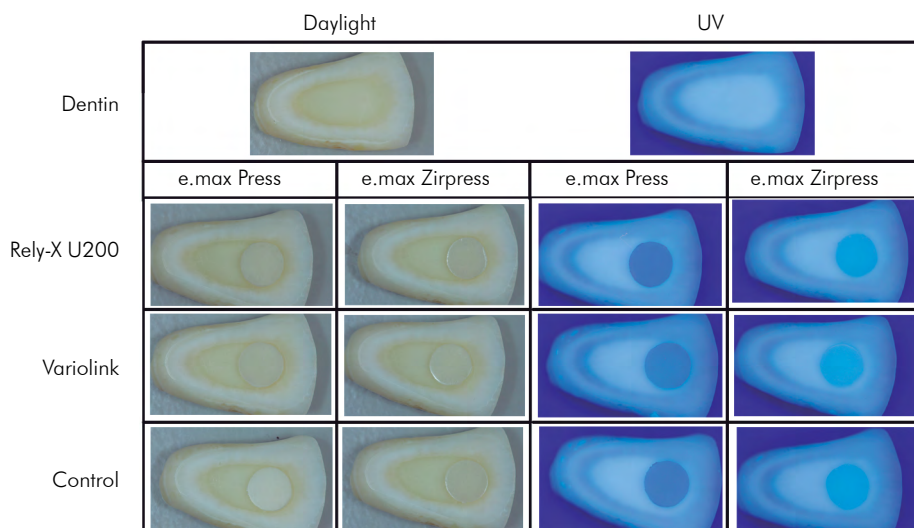 Daylight UV
Dentin
e.max Press e.max Zirpress e.max Press e.max Zirpress
Rely-X U200
Variolink
Control